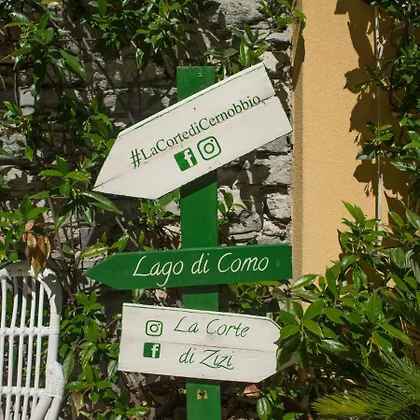 #LaCortediCernobbio
Lago di Como
La Corte
di Zizi